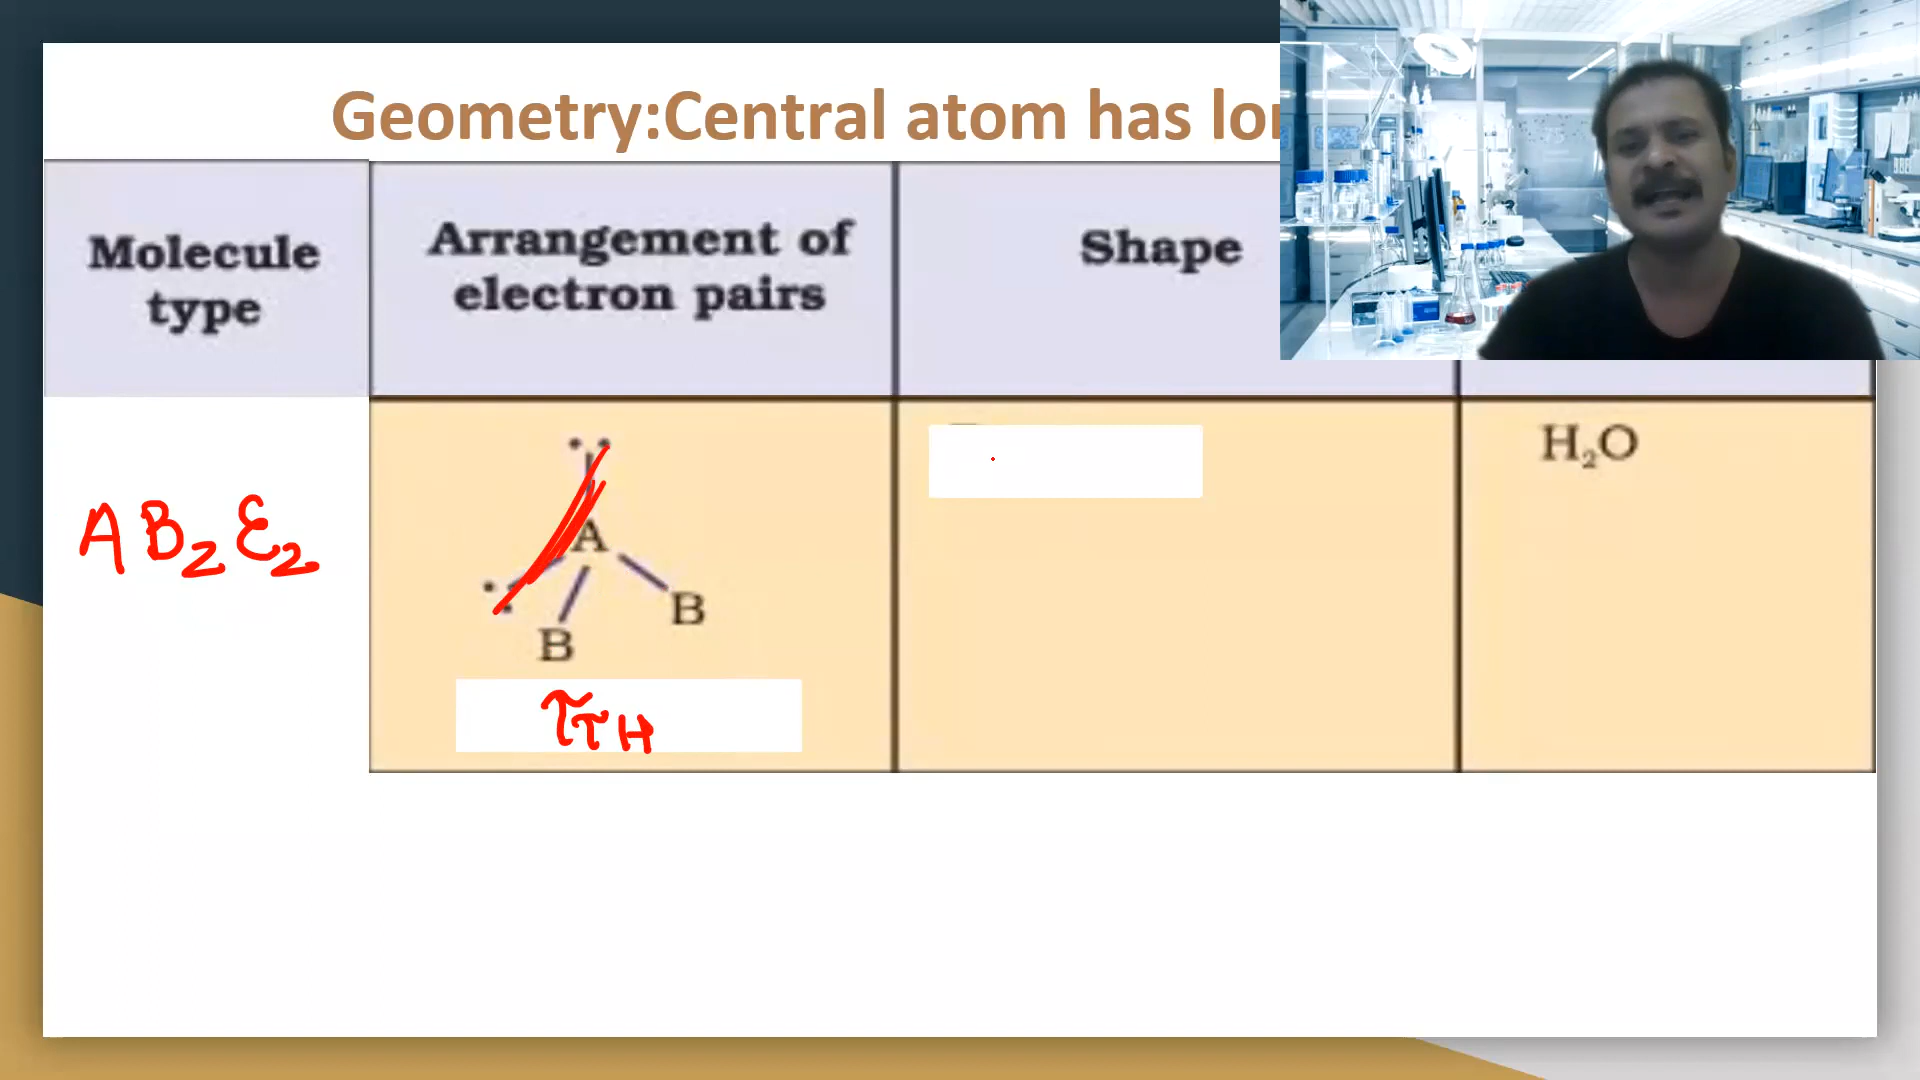 Geometry:Central atom has lo
Molecule
type
Arrangement of
electron pairs
Shape
AB₂E₂
A
B
B
TTH
H₂O